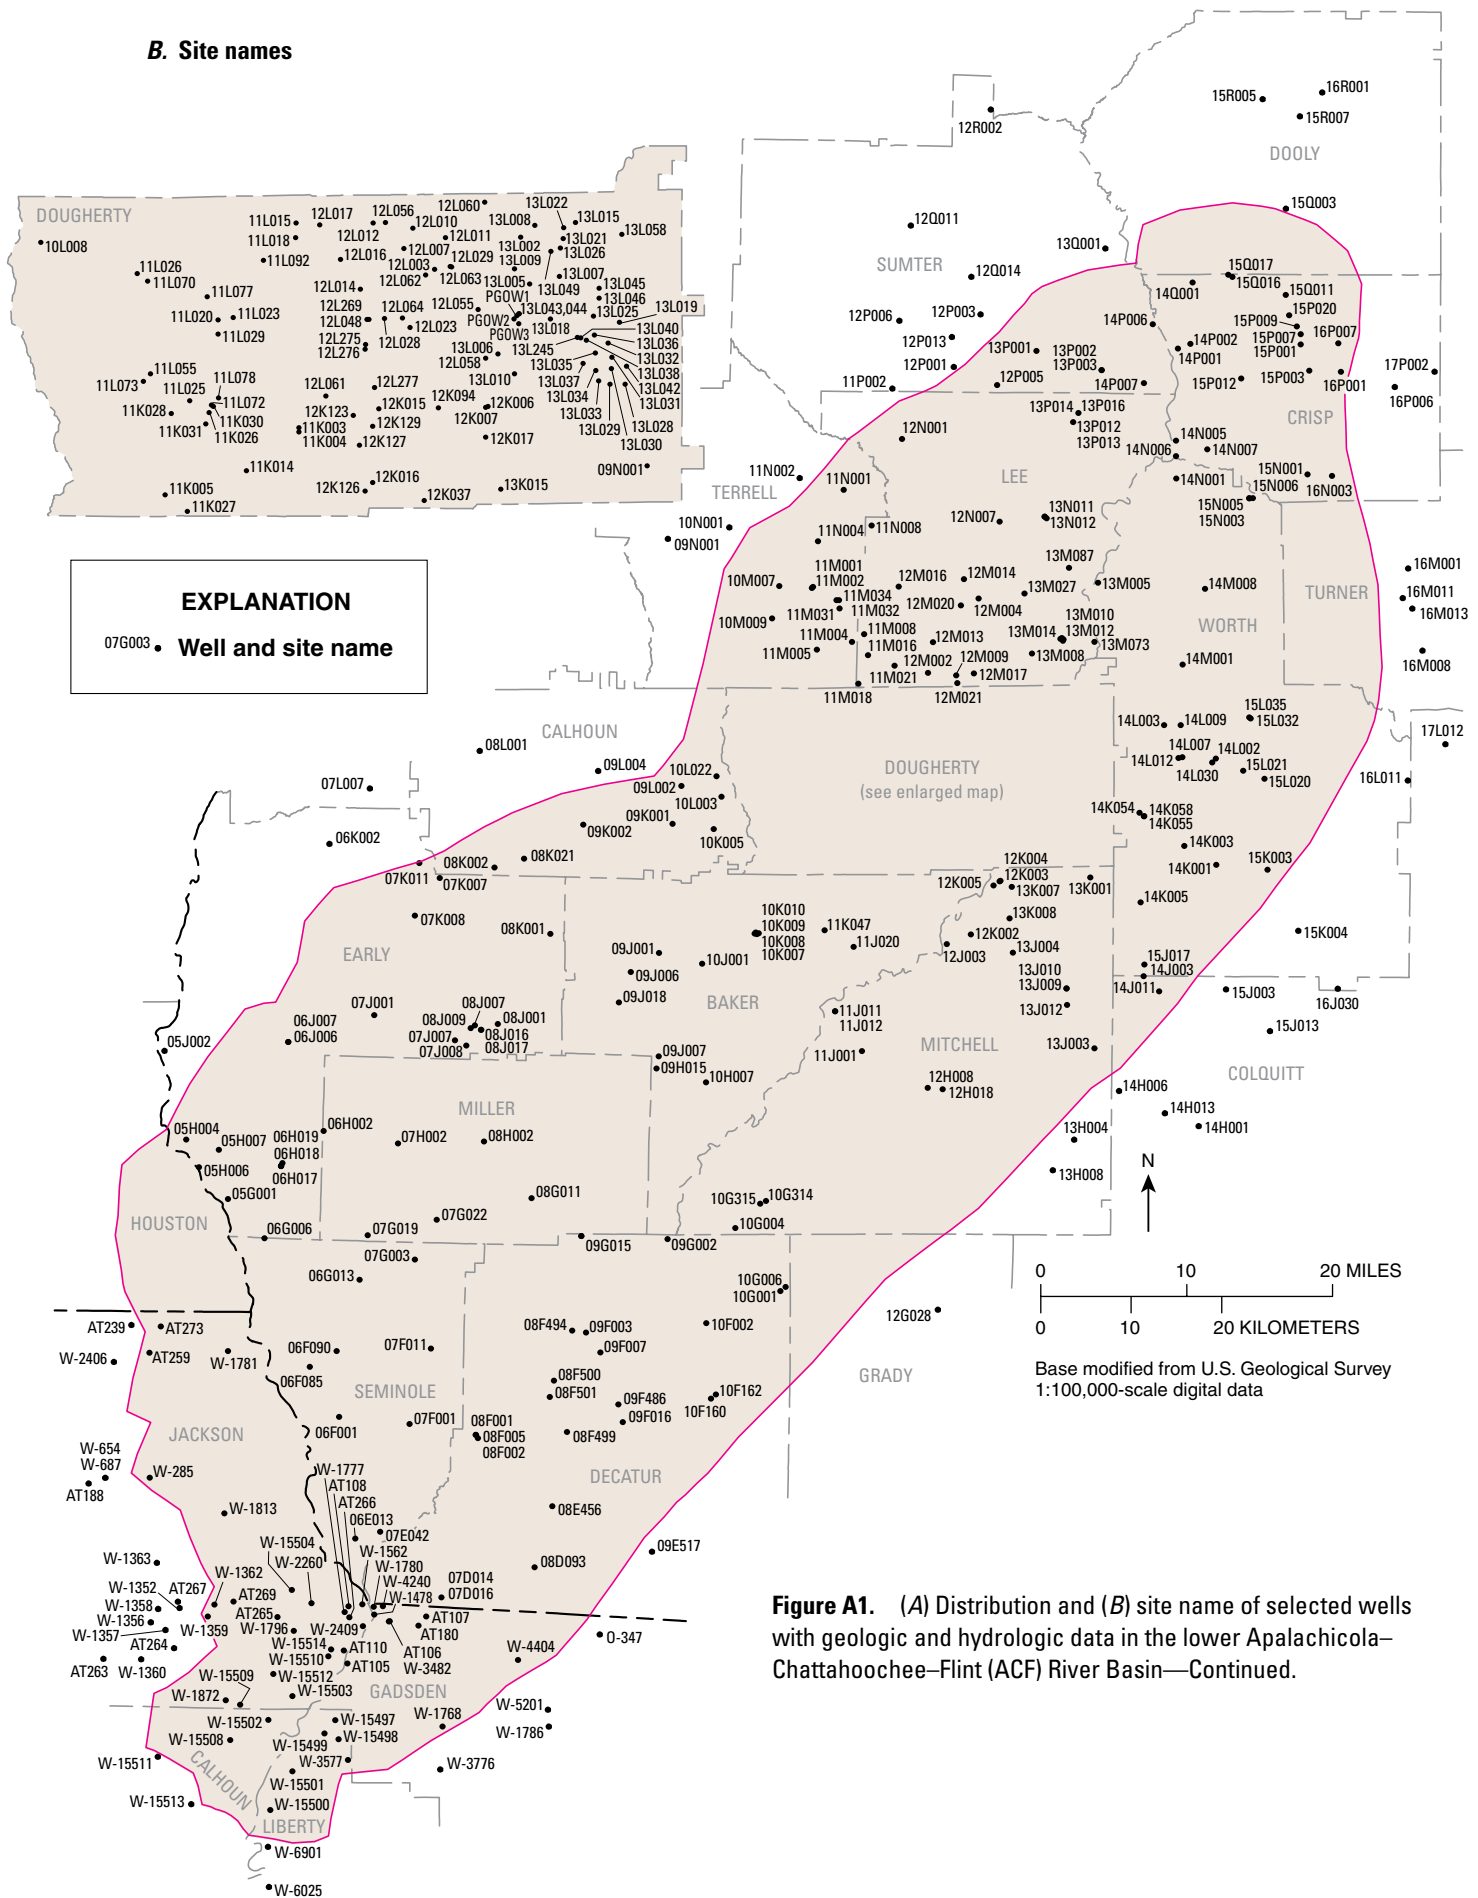 B. Site names
15R005
16R001
15R007
12R002
DOOLY
DOUGHERTY
10L008
11L015
12L017
12L056
12L060
13L022
12L010
13L008
13L015
13L058
11L018
12L012
12L011
13L021
13L002
13L026
11L092
12L016
12L007
12L029
13L009
11L026
12L003
12L063
13L007
11L070
12L062
13L005
13L049
13L045
11L077
12L014
PGOW1
13L046
12L269
12L064
12L055
13L043,044
13L025
13L019
11L020
11L023
12L048
PGOW2
12L023
13L018
13L040
11L029
12L275
12L028
PGOW3
13L245
13L036
12L276
13L006
13L032
12L058
13L035
13L038
11L055
13L010
13L037
13L042
11L073
11L078
12L061
12L277
13L034
13L031
11L025
11L072
12K094
12K006
13L033
11K028
12K123
12K015
12K007
13L029
13L028
11K030
12K129
13L030
11K031
11K026
11K003
11K004
12K127
12K017
11K014
09N001
11K005
12K126
12K016
12K037
13K015
11K027
12Q011
13Q001
15Q003
SUMTER
12Q014
15Q017
15Q016
14Q001
15Q011
12P003
15P020
12P006
14P006
15P009
16P007
12P013
14P002
15P007
13P001
13P002
14P001
15P001
12P001
13P003
17P002
11P002
12P005
14P007
15P012
15P003
16P001
16P006
13P014
13P016
13P012
13P013
CRISP
12N001
14N005
14N006
14N007
LEE
11N002
14N001
15N001
11N001
15N006
16N003
TERRELL
15N005
15N003
10N001
12N007
13N011
13N012
11N004
11N008
09N001
EXPLANATION
07G003
Well and site name
11M001
13M087
16M001
10M007
11M002
12M016
12M014
13M027
13M005
14M008
TURNER
11M034
16M011
11M031
11M032
12M020
12M004
16M013
10M009
13M010
WORTH
11M004
11M008
12M013
13M014
13M012
13M073
11M005
11M016
13M008
16M008
12M002
12M009
14M001
11M021
12M017
11M018
12M021
CALHOUN
08L001
14L003
14L009
15L035
15L032
17L012
09L004
14L007
14L002
10L022
DOUGHERTY
(see enlarged map)
14L012
15L021
14L030
15L020
16L011
07L007
09L002
10L003
14K054
14K058
14K055
09K001
09K002
06K002
10K005
14K003
08K002
08K021
12K004
15K003
07K011
07K007
12K005
12K003
13K007
13K001
14K001
14K005
07K008
08K001
10K010
10K009
10K008
10K007
11K047
13K008
12K002
15K004
EARLY
09J001
11J020
12J003
13J004
10J001
15J017
14J003
09J006
13J010
13J009
14J011
15J003
16J030
09J018
BAKER
07J001
08J007
08J001
11J011
11J012
13J012
06J007
06J006
08J009
08J016
15J013
05J002
07J007
08J017
07J008
MITCHELL
13J003
09J007
11J001
09H015
COLQUITT
10H007
12H008
12H018
14H006
MILLER
14H013
05H004
06H002
14H001
05H007
06H019
07H002
08H002
13H004
06H018
05H006
06H017
N
13H008
05G001
08G011
10G315
10G314
HOUSTON
07G022
10G004
06G006
07G019
09G015
09G002
07G003
06G013
10G006
10G001
0 10 20 MILES
12G028
0 10 20 KILOMETERS
AT239
AT273
08F494
09F003
10F002
07F011
06F090
09F007
W-2406
AT259
W-1781
06F085
Base modified from U.S. Geological Survey
1:100,000-scale digital data
08F500
GRADY
SEMINOLE
08F501
09F486
10F162
10F160
06F001
07F001
08F001
09F016
JACKSON
08F005
08F499
08F002
W-654
W-687
W-285
W-1777
AT188
AT108
DECATUR
AT266
W-1813
06E013
08E456
07E042
W-15504
W-1562
09E517
W-1363
W-2260
W-1780
08D093
W-1362
W-4240
07D014
W-1352
AT267
AT269
W-1478
07D016
W-1358
AT265
AT107
W-1356
W-1359
W-1796
W-2409
AT180
O-347
W-1357
W-15514
AT110
AT106
AT264
W-15510
AT105
W-3482
W-4404
AT263
W-1360
W-15509
W-15512
W-15503
GADSDEN
W-1872
W-1768
W-5201
W-15502
W-15497
W-1786
W-15508
W-15499
W-15498
W-15511
W-3577
W-3776
CALHOUN
W-15501
W-15513
W-15500
LIBERTY
W-6901
W-6025
Figure A1. (A) Distribution and (B) site name of selected wells
with geologic and hydrologic data in the lower Apalachicola–
Chattahoochee–Flint (ACF) River Basin—Continued.